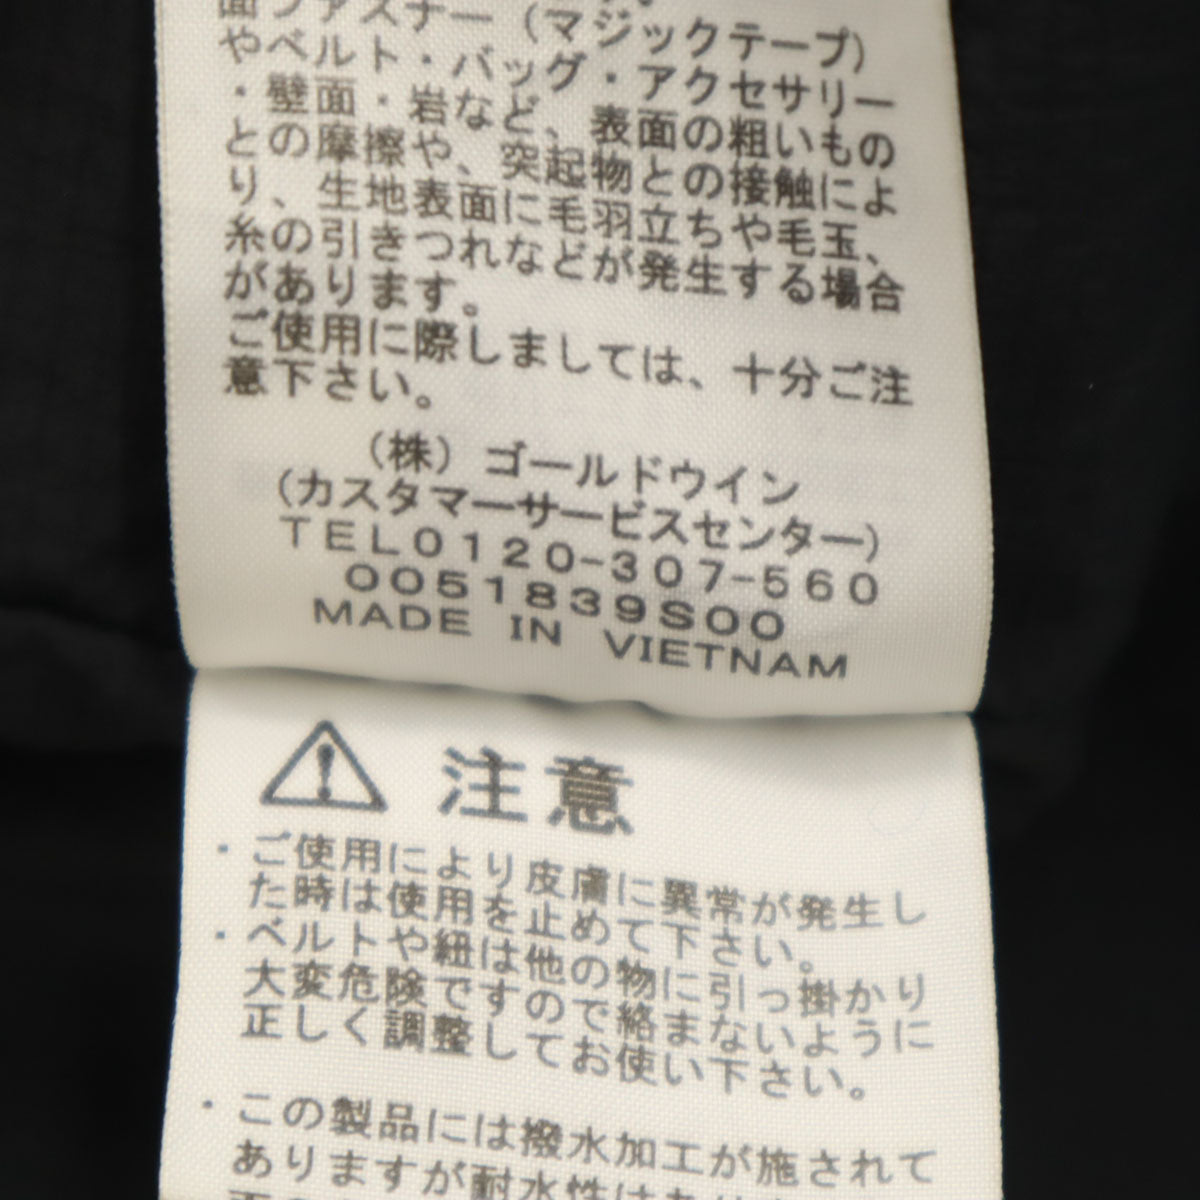 面ファスナー（マジックテープ）
やベルト・バッグ・アクセサリー
・壁面・岩など、表面の粗いもの
との摩擦や、突起物との接触によ
り、生地表面に毛羽立ちや毛玉、
糸の引きつれなどが発生する場合
があります。
ご使用に際しましては、十分ご注
意下さい。
（株）ゴールドウイン
（カスタマーサービスセンター）
TEL0120-307-560
0051839S00
MADE IN VIETNAM
注意
・ご使用により皮膚に異常が発生し
た時は使用を止めて下さい。
・ベルトや紐は他の物に引っ掛かり
大変危険ですので絡まないように
正しく調整してお使い下さい。
・この製品には撥水加工が施されて
ありますが耐水性はあり